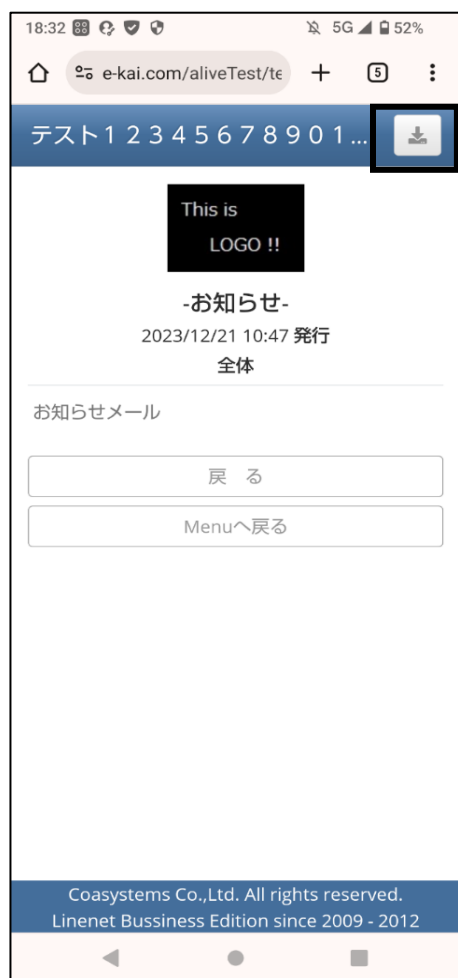 18:32 5G 52%
e-kai.com/aliveTest/te 5
テスト１２３４５６７８９０１...
This is
LOGO !!
-お知らせ-
2023/12/21 10:47 発行
全体
お知らせメール
戻　る
Menuへ戻る
Coasystems Co.,Ltd. All rights reserved.
Linenet Bussiness Edition since 2009 - 2012